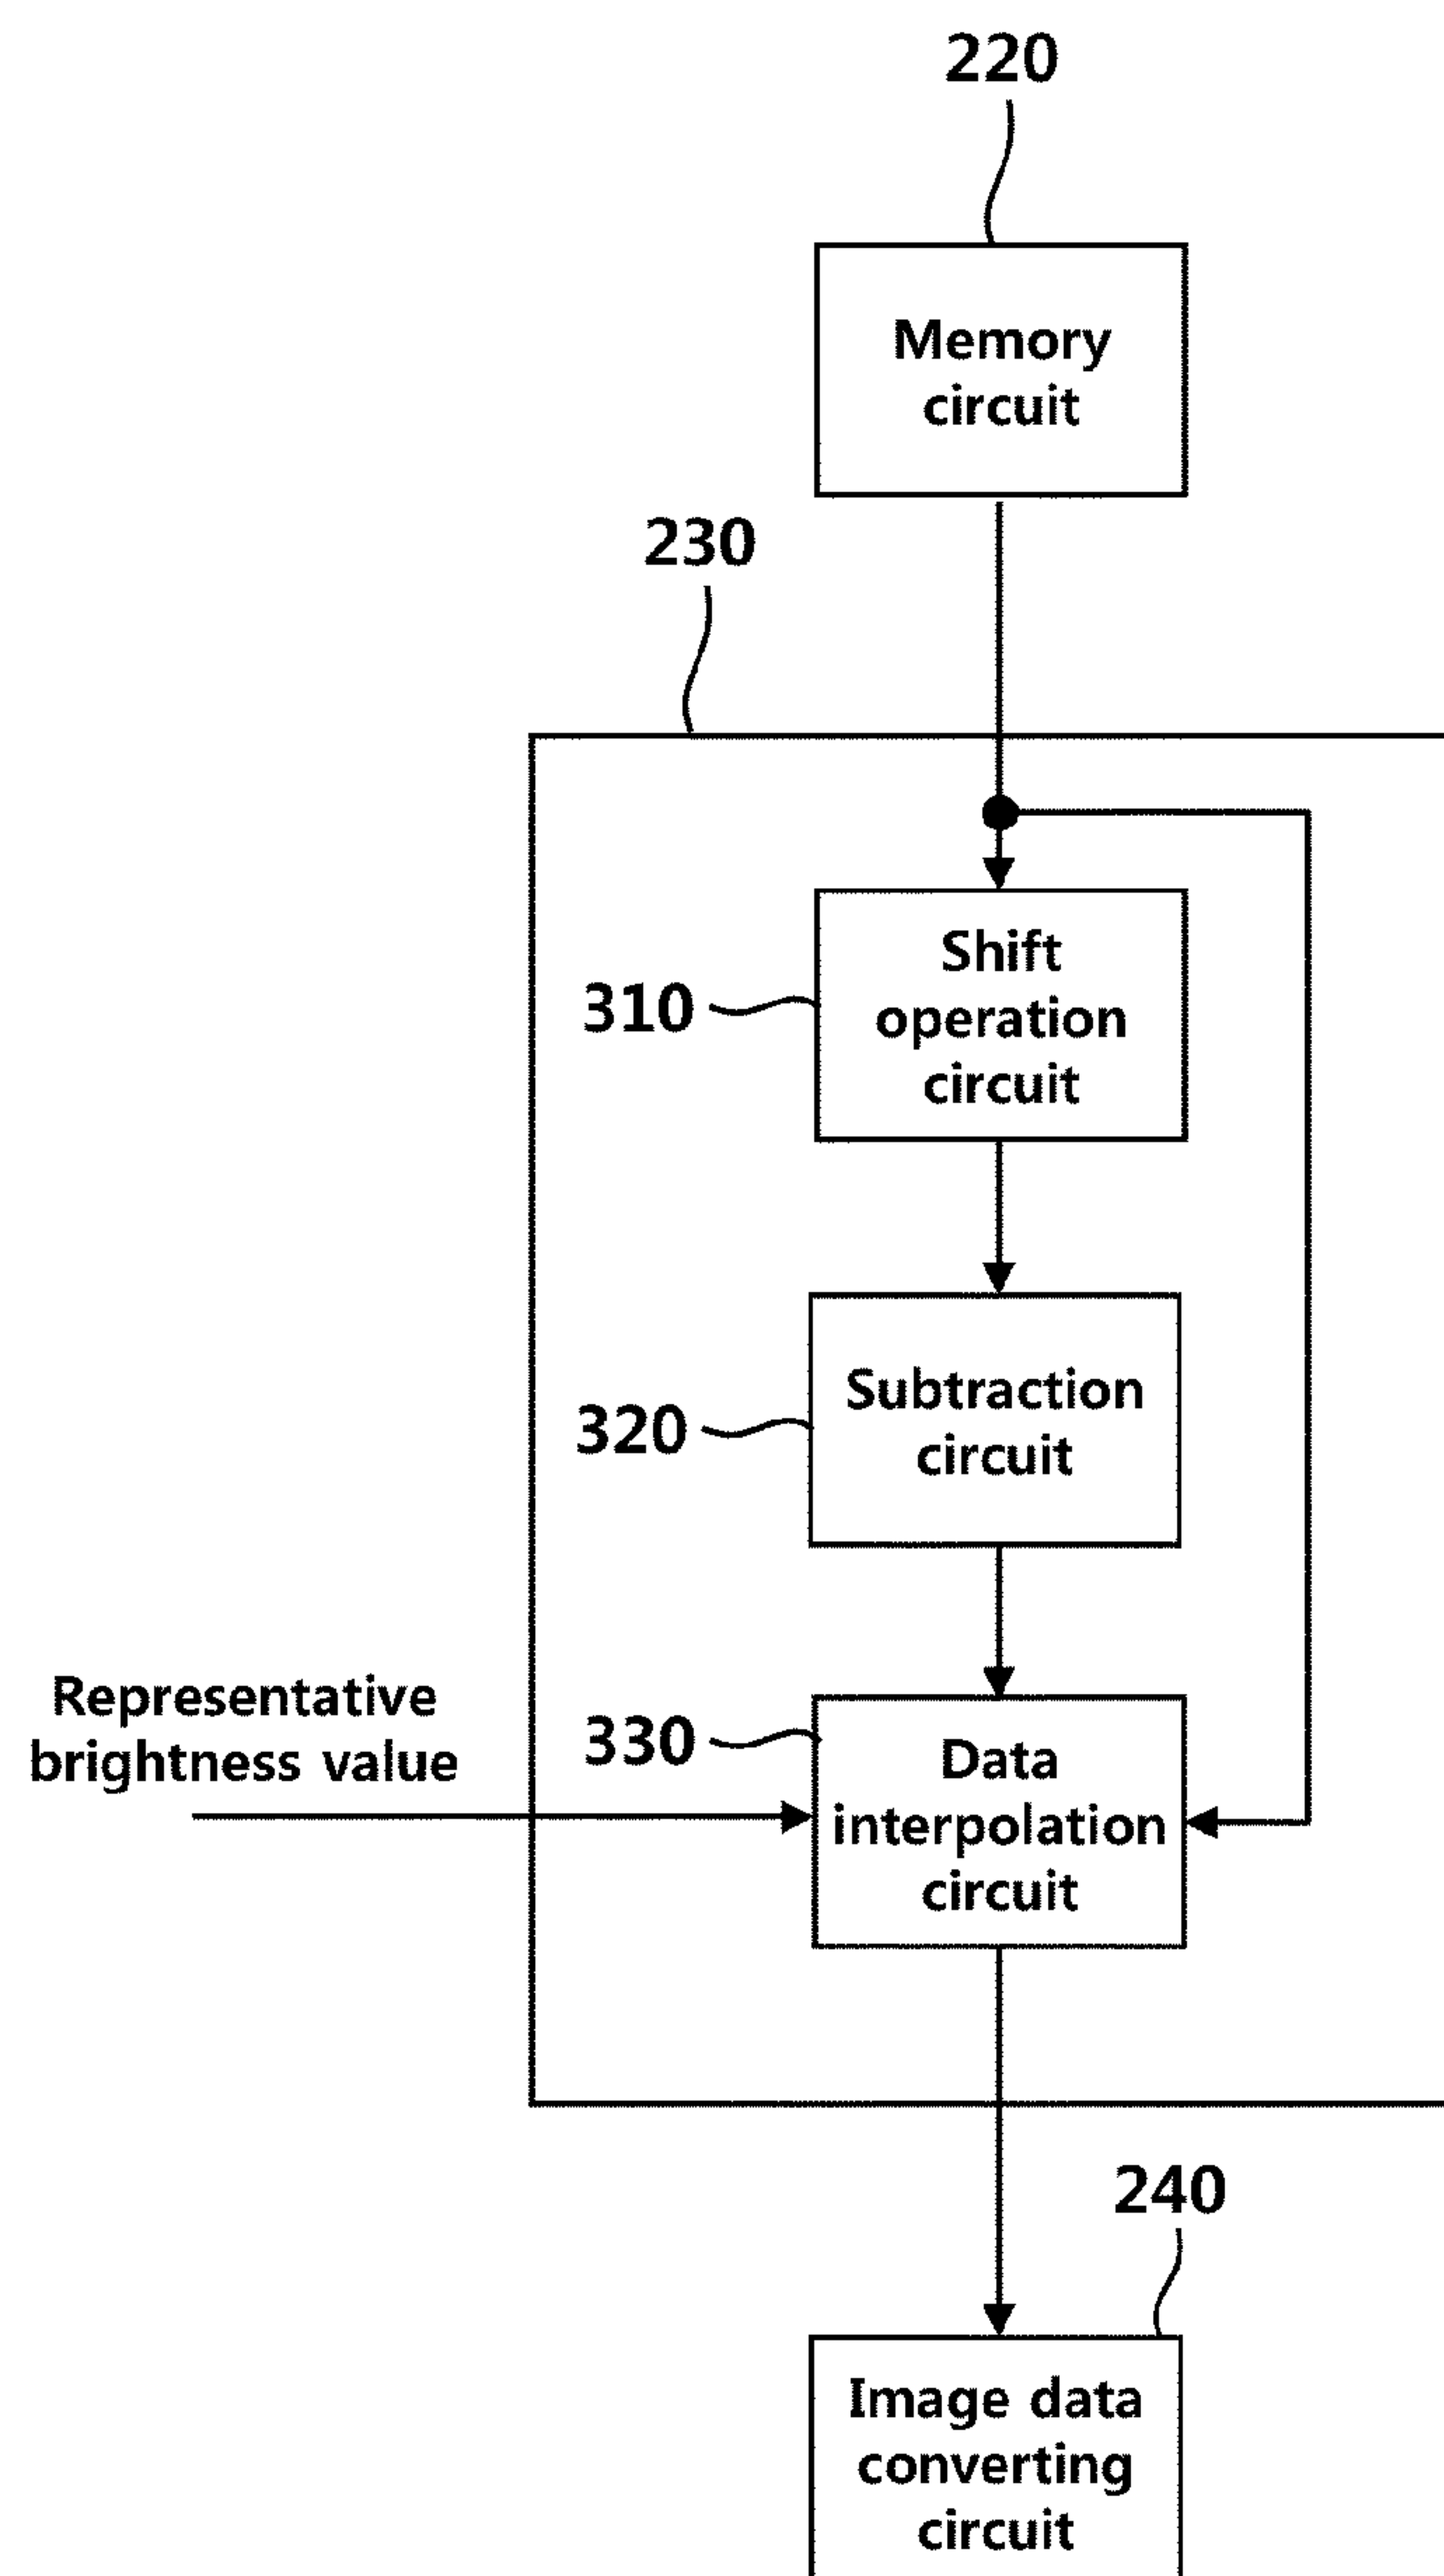 220
Memory
circuit
230
Shift
operation
circuit
310
Subtraction
circuit
320
Representative
brightness value
330
Data
interpolation
circuit
240
Image data
converting
circuit